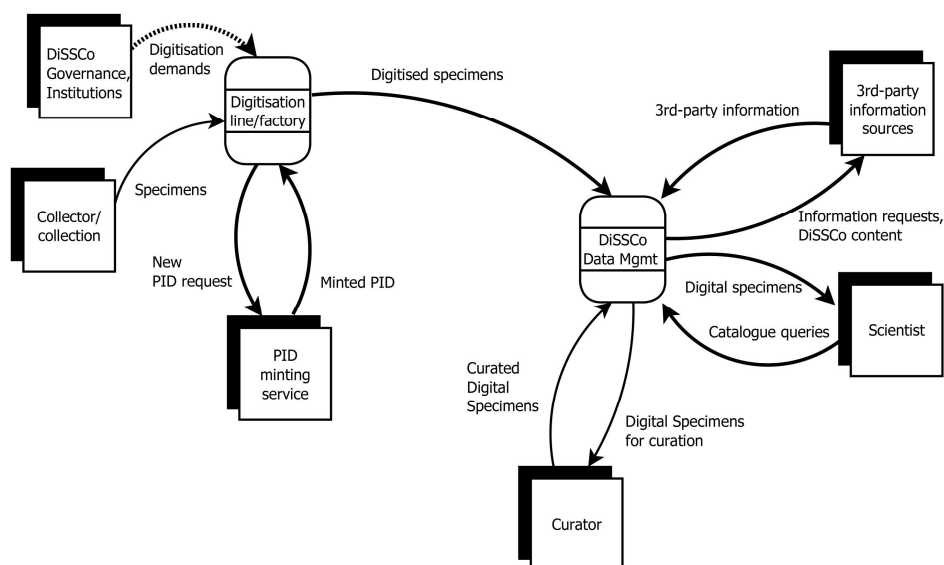 DiSSCo
Governance,
Institutions
Digitisation
demands
Digitisation
line/factory
Digitised specimens
3rd-party information
3rd-party
information
sources
Specimens
Collector/
collection
New
PID request
Minted PID
PID
minting
service
DiSSCo
Data Mgmt
Information requests,
DiSSCo content
Digital specimens
Catalogue queries
Scientist
Curated
Digital
Specimens
Digital Specimens
for curation
Curator